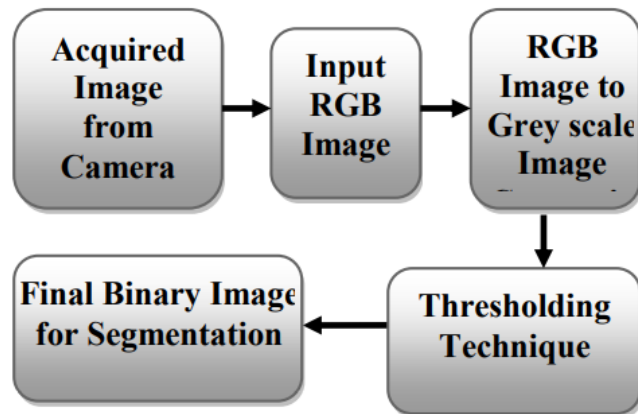 Acquired
Image
from
Camera
Input
RGB
Image
RGB
Image to
Grey scale
Image
Thresholding
Technique
Final Binary Image
for Segmentation